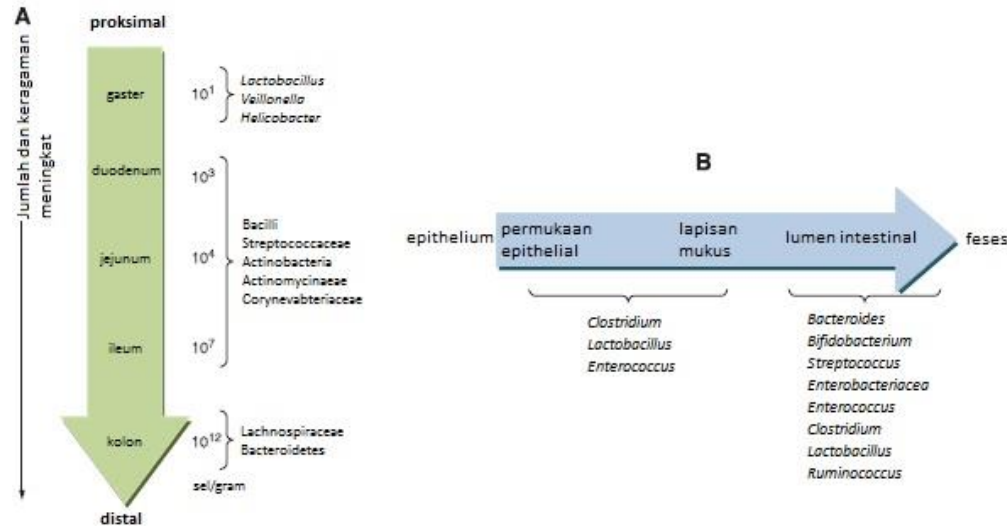 A
proksimal
Jumlah dan keragaman
meningkat
gaster
10¹
Lactobacillus
Veillonella
Helicobacter
duodenum
10³
jejunum
10⁴
ileum
10⁷
Bacilli
Streptococcaceae
Actinobacteria
Actinomycinaeae
Corynevabteriaceae
kolon
10¹²
Lachnospiraceae
Bacteroidetes
sel/gram
distal
B
epithelium
permukaan
epithelial
lapisan
mukus
lumen intestinal
feses
Clostridium
Lactobacillus
Enterococcus
Bacteroides
Bifidobacterium
Streptococcus
Enterobacteriacea
Enterococcus
Clostridium
Lactobacillus
Ruminococcus